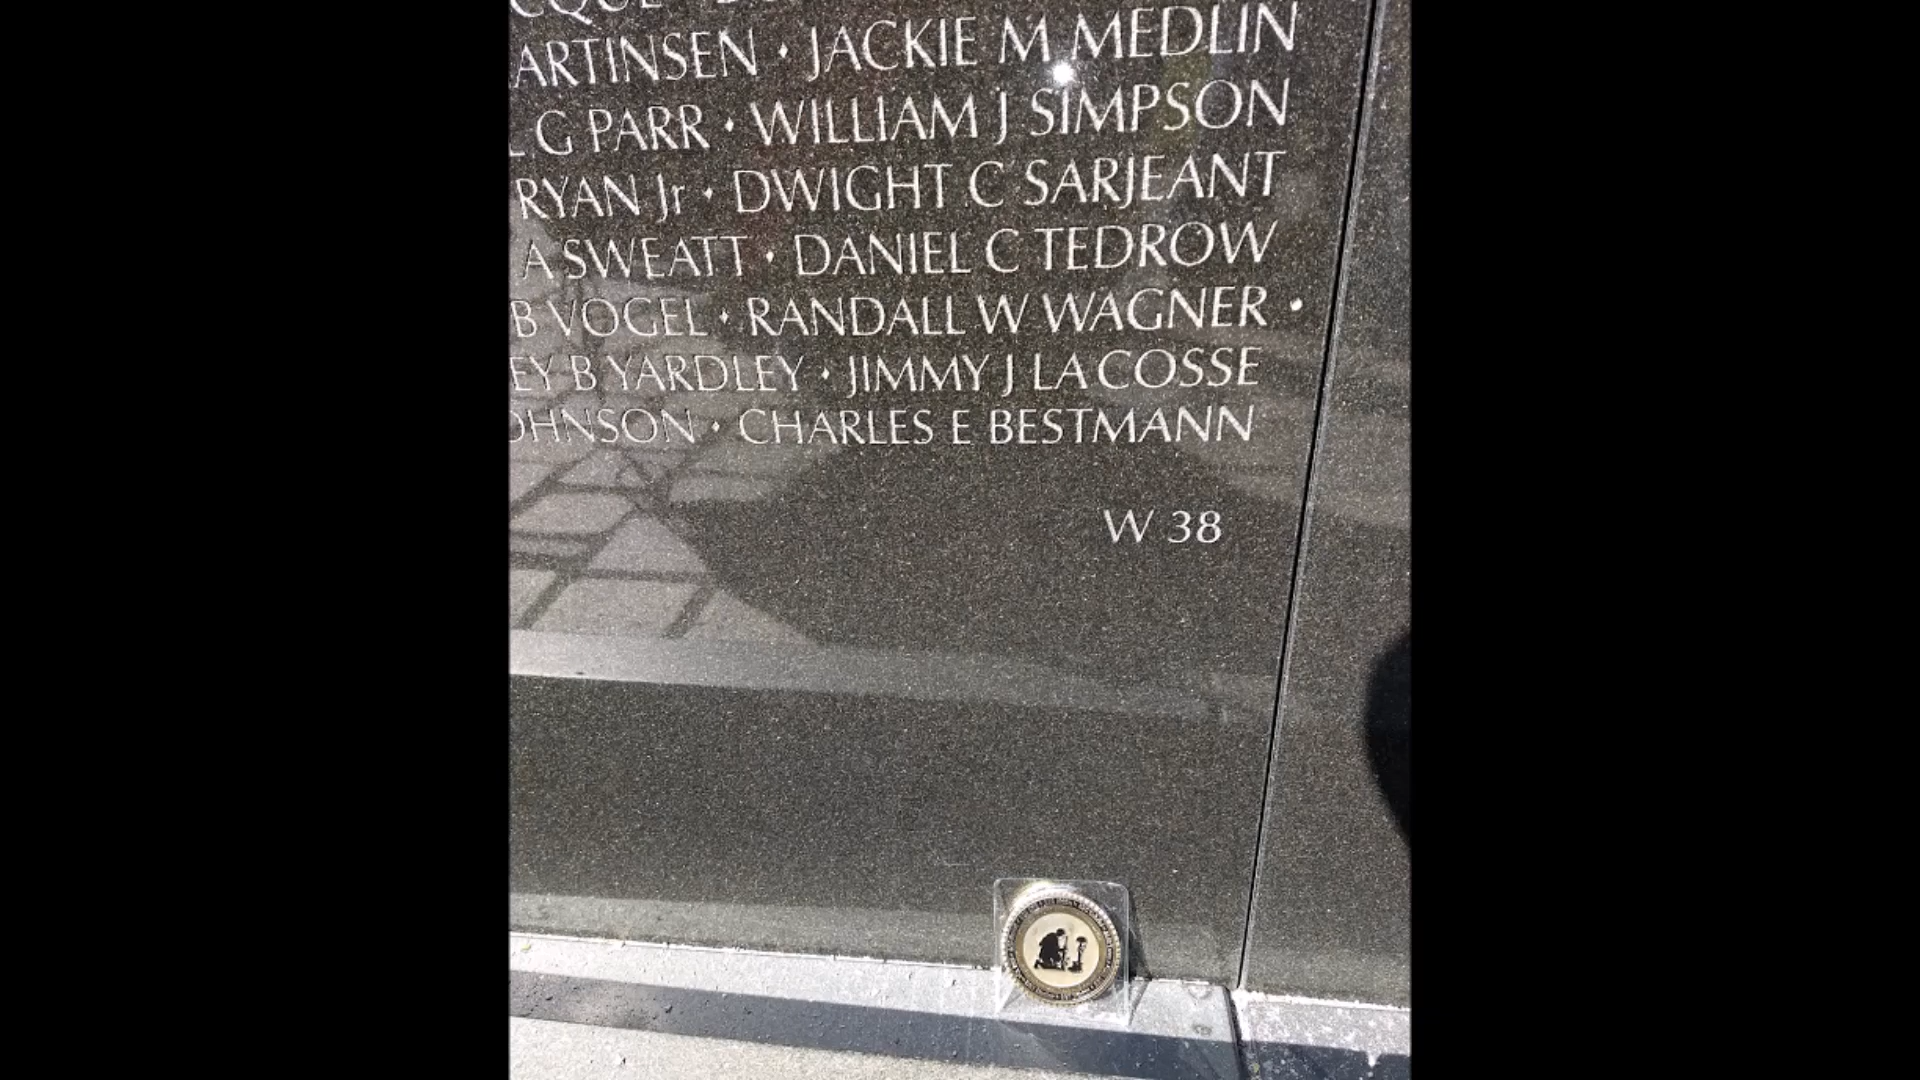 ARTINSEN · JACKIE M MEDLIN
G PARR · WILLIAM J SIMPSON
RYAN Jr · DWIGHT C SARJEANT
A SWEATT · DANIEL C TEDROW
B VOGEL · RANDALL W WAGNER ·
EY B YARDLEY · JIMMY J LA COSSE
OHNSON · CHARLES E BESTMANN
W 38